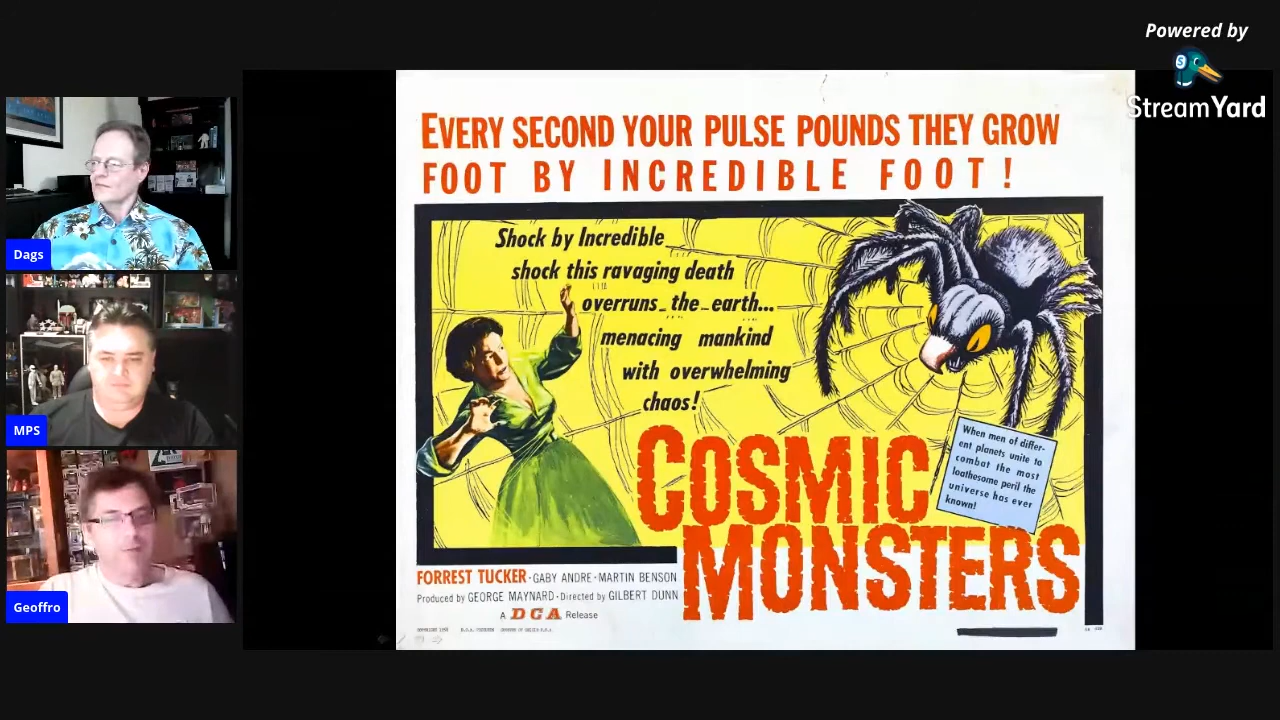 Powered by
StreamYard
Dags
MPS
Geoffro
EVERY SECOND YOUR PULSE POUNDS THEY GROW
FOOT BY INCREDIBLE FOOT!
Shock by Incredible
shock this ravaging death
overruns the earth...
menacing mankind
with overwhelming
chaos!
COSMIC
MONSTERS
When men of differ-
ent planets unite to
combat the most
loathesome peril the
universe has ever
known!
FORREST TUCKER · GABY ANDRE · MARTIN BENSON
Produced by GEORGE MAYNARD · Directed by GILBERT DUNN
A DCA Release